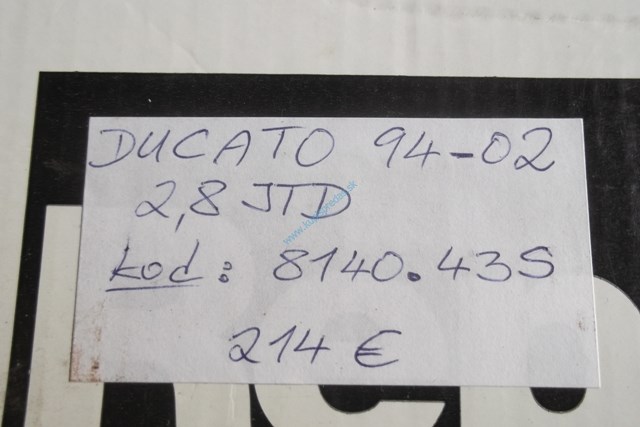 DUCATO 94-02
2,8 JTD
kod: 8140.43S
214 €